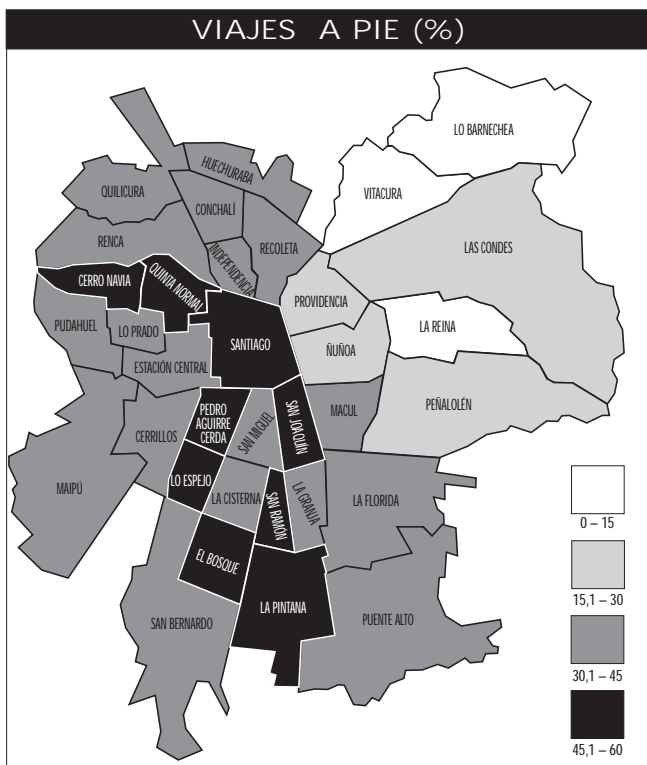 VIAJES A PIE (%)
LO BARNECHEA
HUECHURABA
VITACURA
QUILICURA
CONCHALÍ
LAS CONDES
RENCA
RECOLETA
INDEPENDENCIA
CERRO NAVIA
QUINTA NORMAL
PROVIDENCIA
PUDAHUEL
LO PRADO
SANTIAGO
LA REINA
ÑUÑOA
ESTACIÓN CENTRAL
PEDRO
AGUIRRE
CERDA
SAN MIGUEL
SAN JOAQUÍN
MACUL
PEÑALOLÉN
CERRILLOS
MAIPÚ
LO ESPEJO
LA CISTERNA
SAN RAMÓN
LA GRANJA
LA FLORIDA
EL BOSQUE
SAN BERNARDO
LA PINTANA
PUENTE ALTO
0 – 15
15,1 – 30
30,1 – 45
45,1 – 60